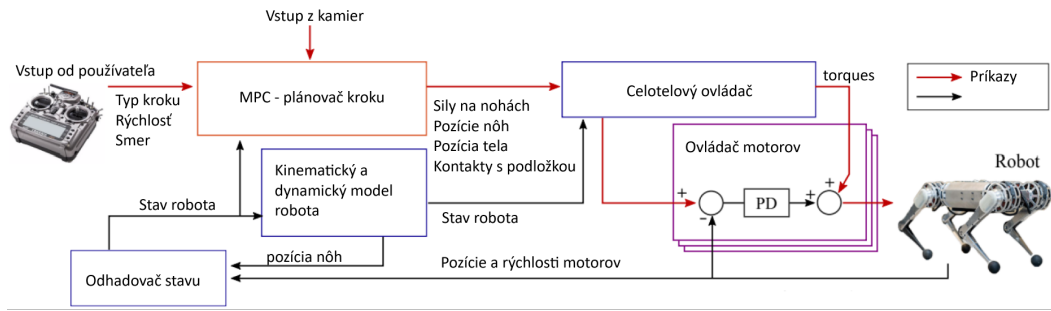 Vstup z kamier
Vstup od používateľa
Typ kroku
Rýchlosť
Smer
MPC - plánovač kroku
Sily na nohách
Pozície nôh
Pozícia tela
Kontakty s podložkou
Celotelový ovládač
torques
Príkazy
Ovládač motorov
+
-
PD
+
+
Robot
Kinematický a
dynamický model
robota
Stav robota
Stav robota
pozícia nôh
Pozície a rýchlosti motorov
Odhadovač stavu